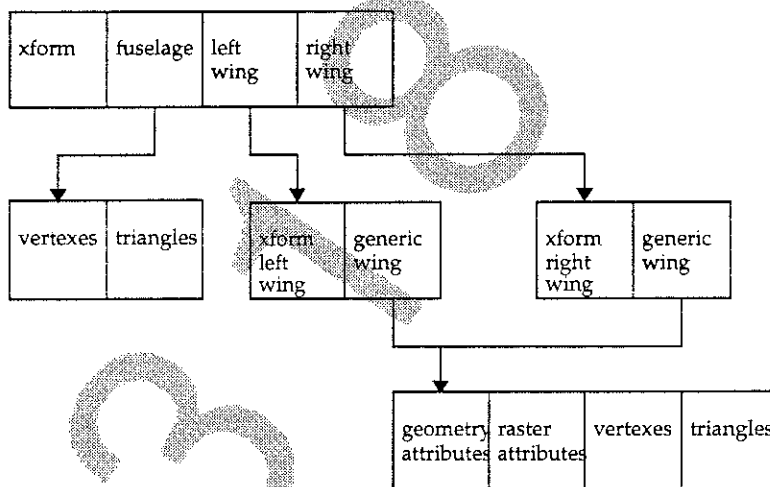 xform fuselage left wing right wing
vertexes triangles
xform left wing generic wing
xform right wing generic wing
geometry attributes raster attributes vertexes triangles